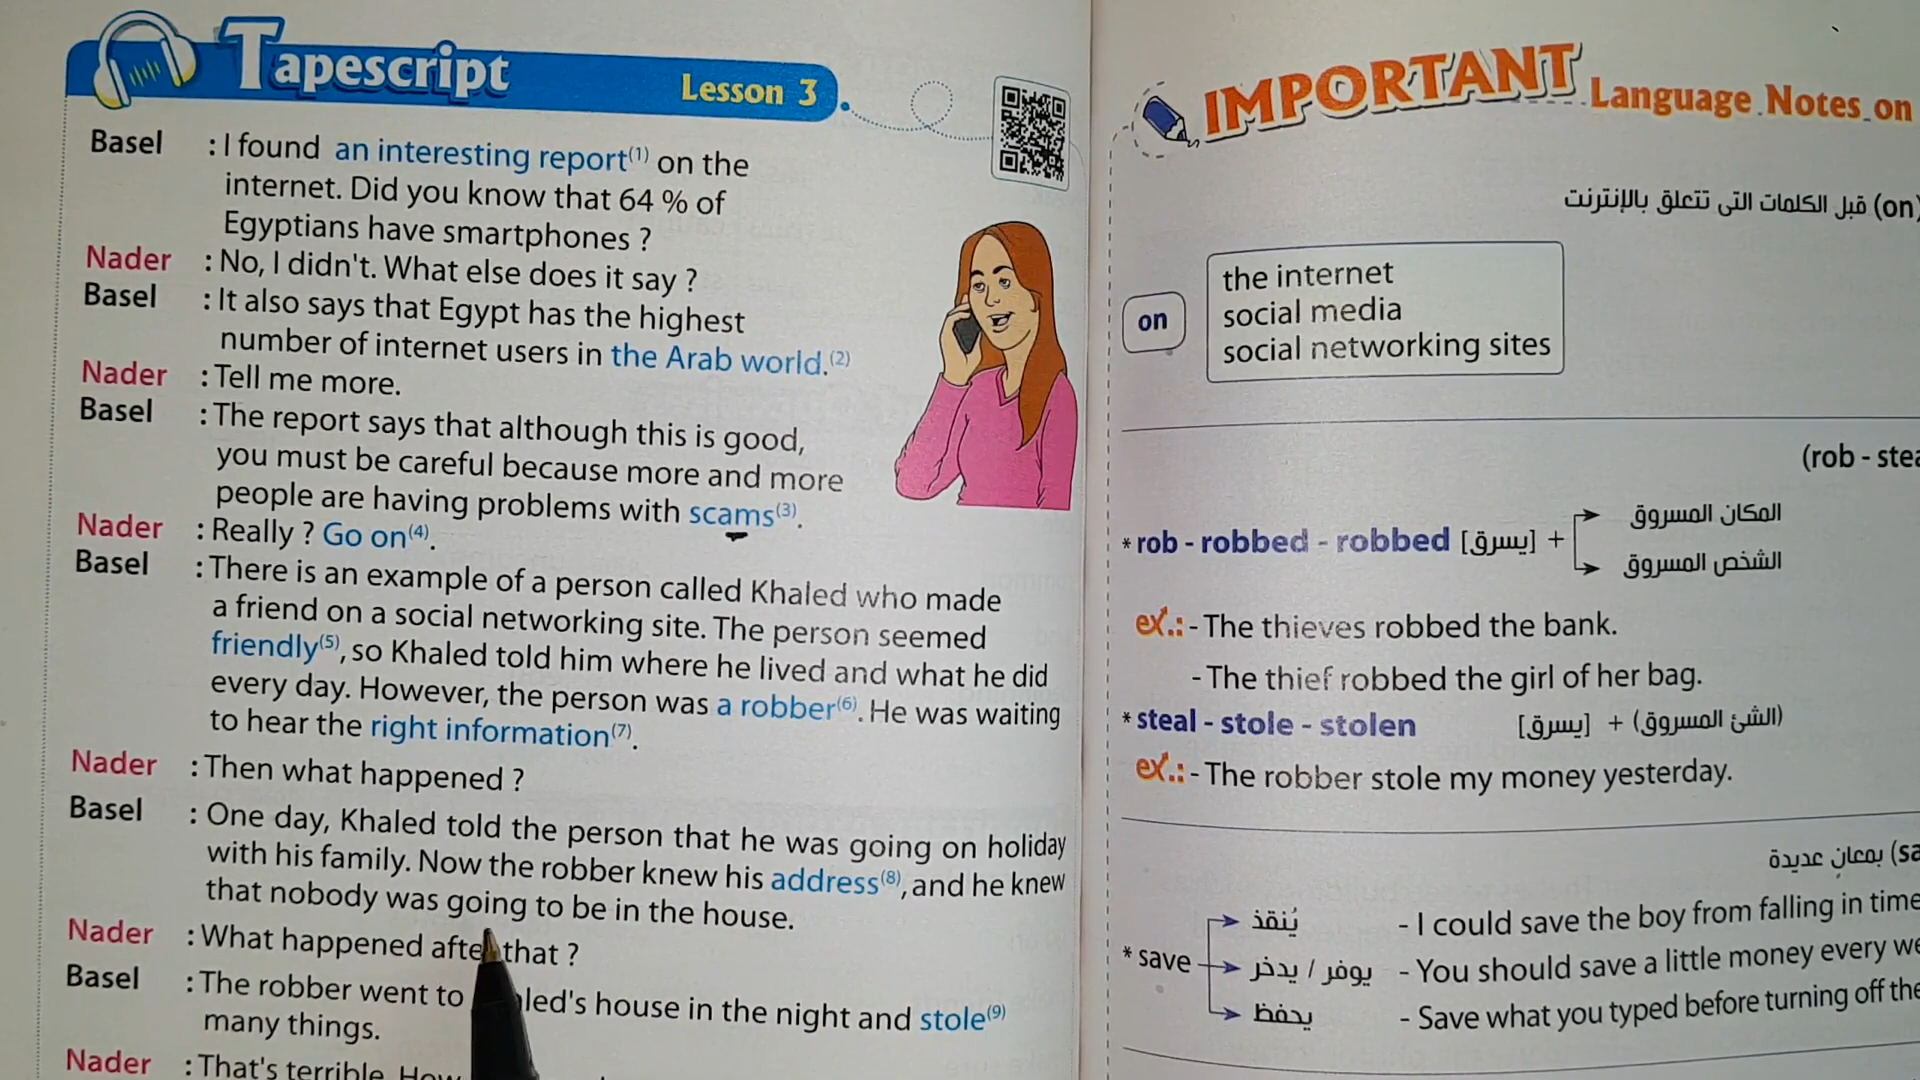 Tapescript
Lesson 3
Basel : I found an interesting report(1) on the
internet. Did you know that 64 % of
Egyptians have smartphones ?
Nader : No, I didn't. What else does it say ?
Basel : It also says that Egypt has the highest
number of internet users in the Arab world.(2)
Nader : Tell me more.
Basel : The report says that although this is good,
you must be careful because more and more
people are having problems with scams(3).
Nader : Really ? Go on(4).
Basel : There is an example of a person called Khaled who made
a friend on a social networking site. The person seemed
friendly(5), so Khaled told him where he lived and what he did
every day. However, the person was a robber(6). He was waiting
to hear the right information(7).
Nader : Then what happened ?
Basel : One day, Khaled told the person that he was going on holiday
with his family. Now the robber knew his address(8), and he knew
that nobody was going to be in the house.
Nader : What happened after that ?
Basel : The robber went to Khaled's house in the night and stole(9)
many things.
Nader : That's terrible. How
IMPORTANT Language Notes on
(on) قبل الكلمات التى تتعلق بالإنترنت
on
the internet
social media
social networking sites
(rob - stea
* rob - robbed - robbed [يسرق] +
المكان المسروق
الشخص المسروق
ex.: - The thieves robbed the bank.
- The thief robbed the girl of her bag.
* steal - stole - stolen [يسرق] + (الشئ المسروق)
ex.: - The robber stole my money yesterday.
(sa بمعانٍ عديدة
* save
يُنقذ - I could save the boy from falling in time
يوفر / يدخر - You should save a little money every we
يحفظ - Save what you typed before turning off the